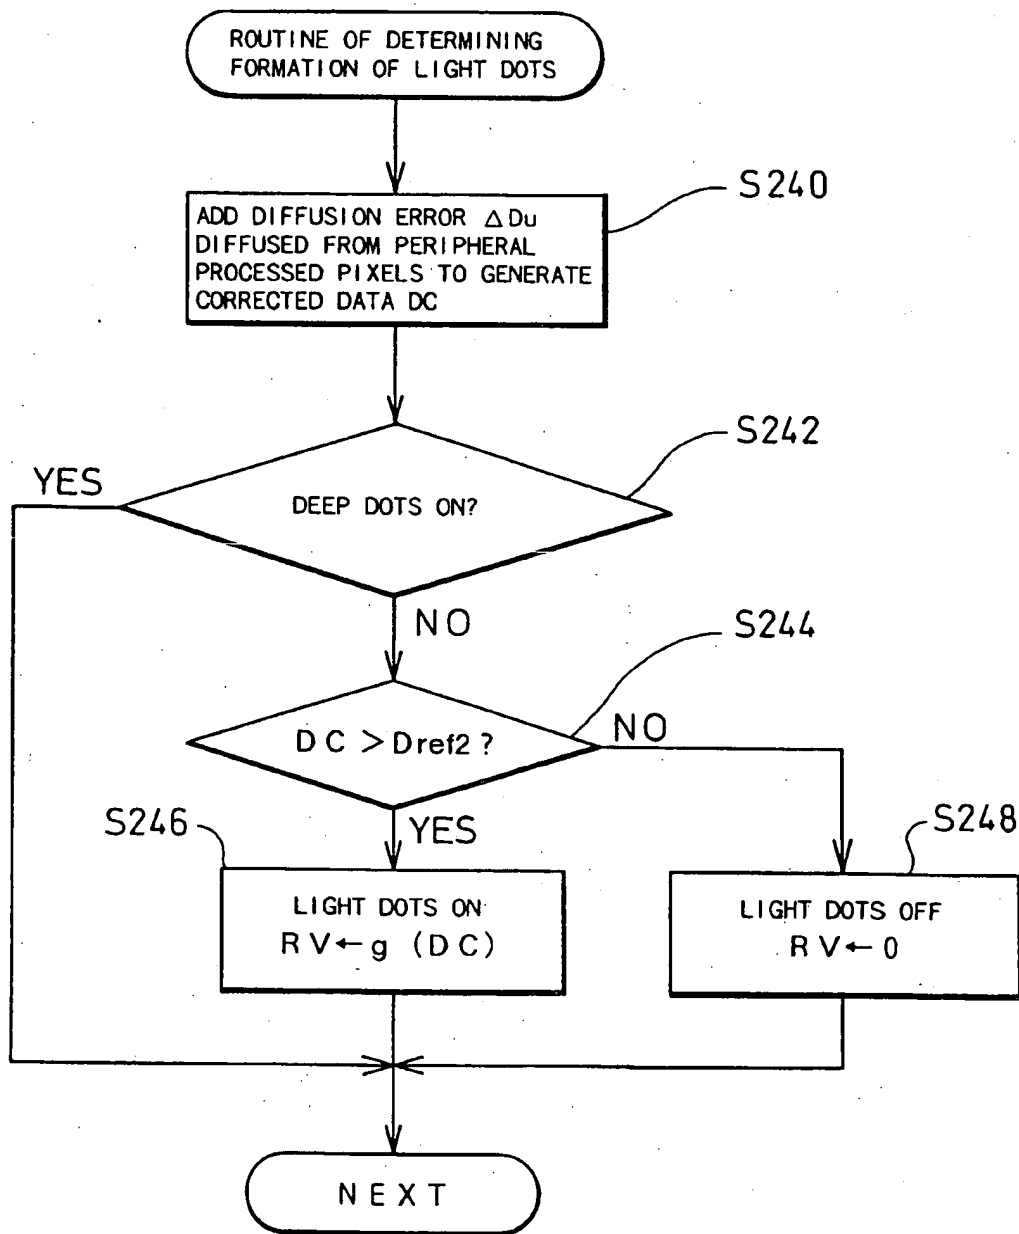 ROUTINE OF DETERMINING
FORMATION OF LIGHT DOTS
S240
ADD DIFFUSION ERROR ΔDu
DIFFUSED FROM PERIPHERAL
PROCESSED PIXELS TO GENERATE
CORRECTED DATA DC
S242
YES
DEEP DOTS ON?
NO
S244
DC > Dref2 ?
NO
S246
YES
S248
LIGHT DOTS ON
RV←g (DC)
LIGHT DOTS OFF
RV←0
NEXT